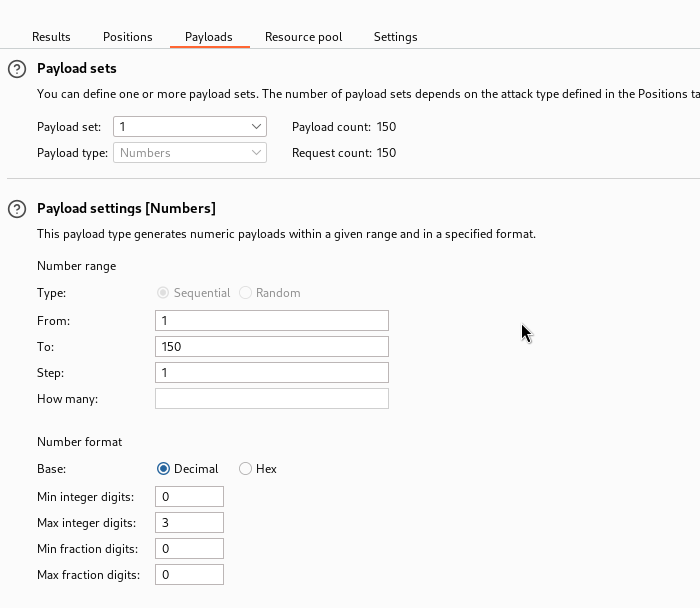 Results Positions Payloads Resource pool Settings
Payload sets
You can define one or more payload sets. The number of payload sets depends on the attack type defined in the Positions ta
Payload set: 1 Payload count: 150
Payload type: Numbers Request count: 150
Payload settings [Numbers]
This payload type generates numeric payloads within a given range and in a specified format.
Number range
Type: Sequential Random
From: 1
To: 150
Step: 1
How many:
Number format
Base: Decimal Hex
Min integer digits: 0
Max integer digits: 3
Min fraction digits: 0
Max fraction digits: 0